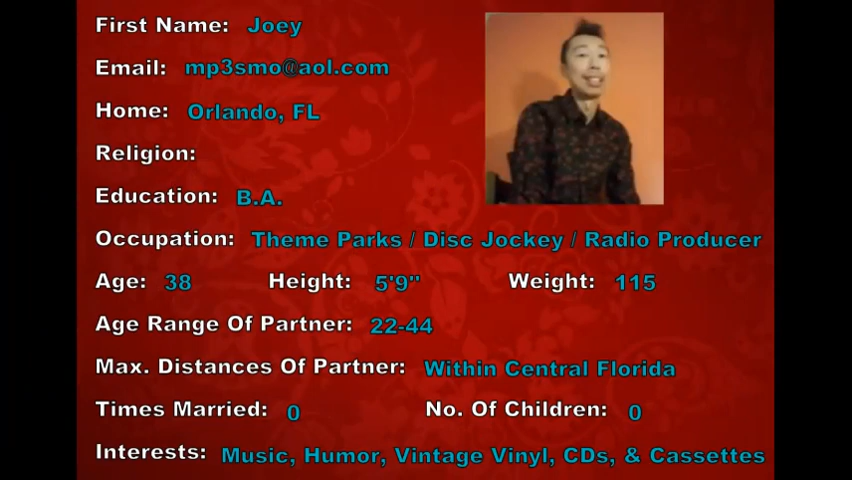 First Name: Joey
Email: mp3smo@aol.com
Home: Orlando, FL
Religion:
Education: B.A.
Occupation: Theme Parks / Disc Jockey / Radio Producer
Age: 38 Height: 5'9" Weight: 115
Age Range Of Partner: 22-44
Max. Distances Of Partner: Within Central Florida
Times Married: 0 No. Of Children: 0
Interests: Music, Humor, Vintage Vinyl, CDs, & Cassettes